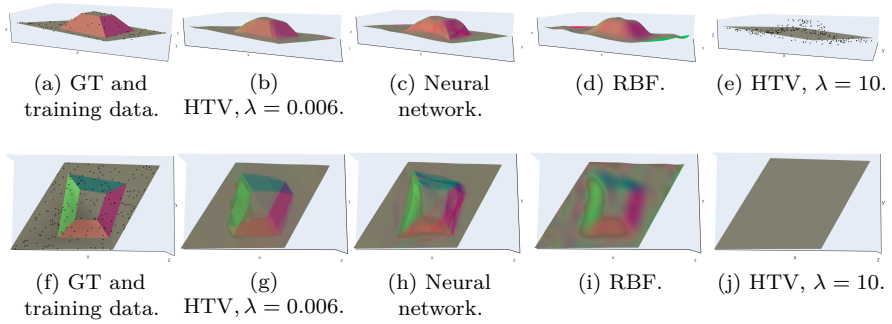 (a) GT and
training data.
(b)
HTV, λ = 0.006.
(c) Neural
network.
(d) RBF.
(e) HTV, λ = 10.
(f) GT and
training data.
(g)
HTV, λ = 0.006.
(h) Neural
network.
(i) RBF.
(j) HTV, λ = 10.